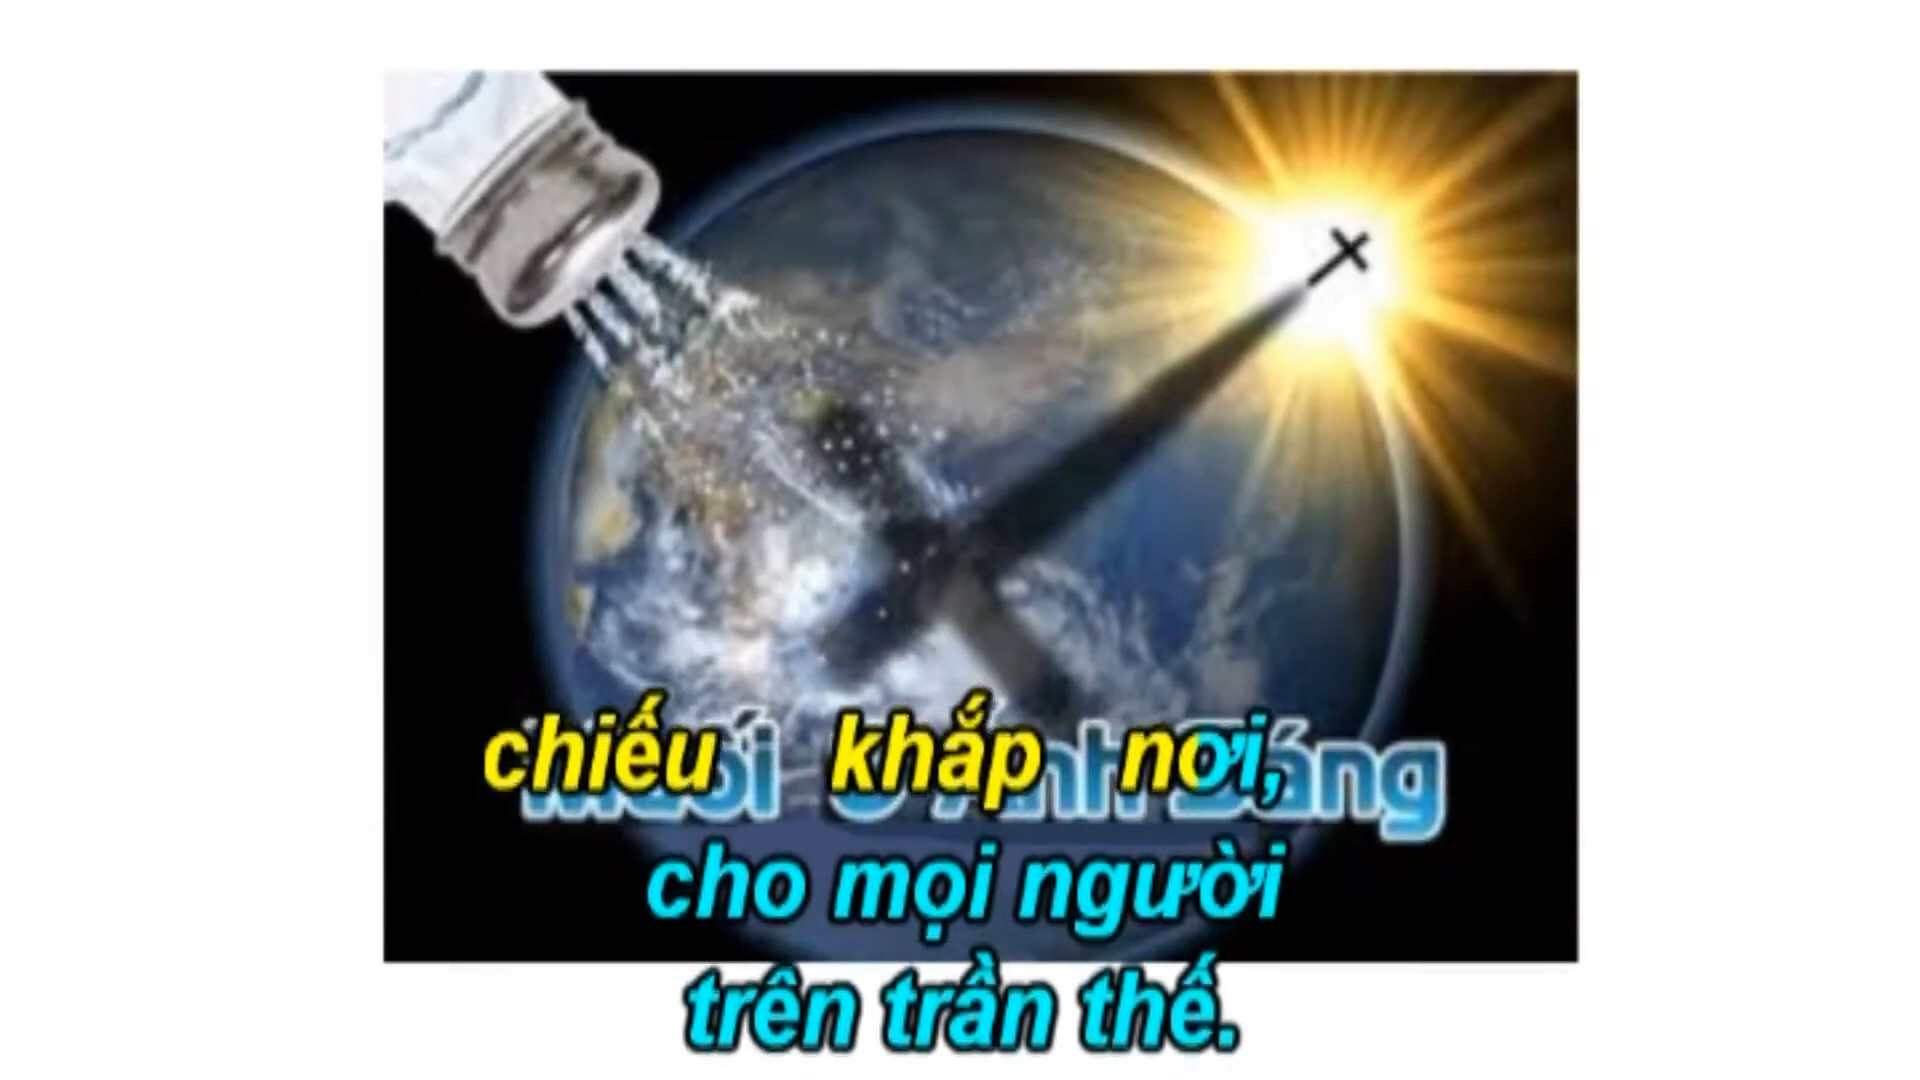 chiếu khắp nơi,
cho mọi người
trên trần thế.